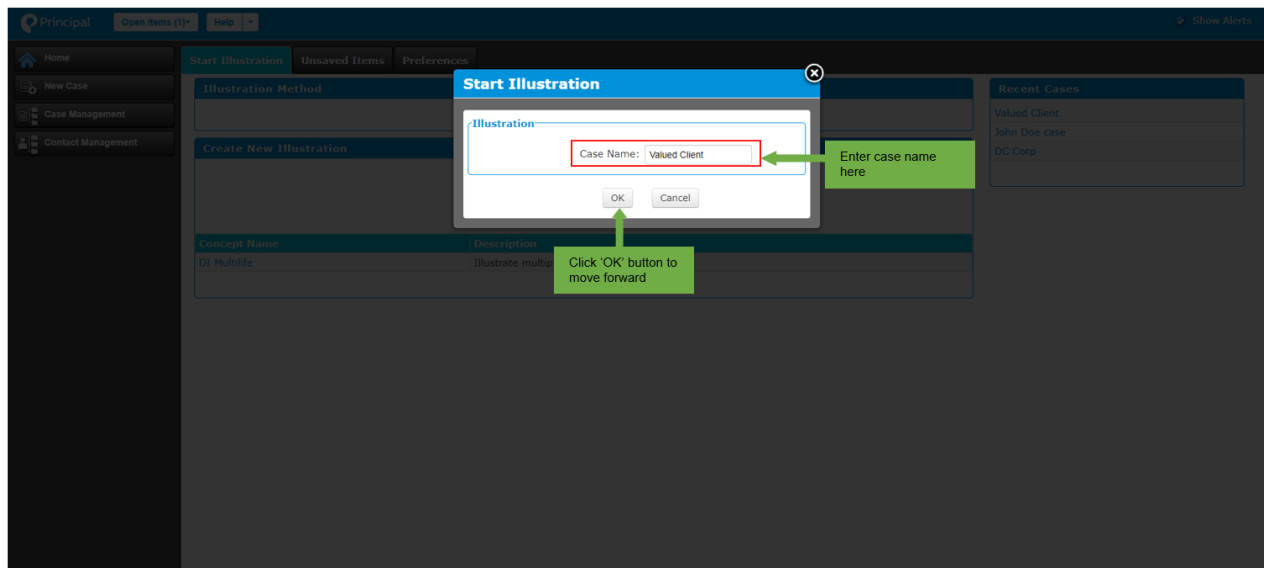 Principal
Open Items (1)
Help
Show Alerts
Home
New Case
Case Management
Contact Management
Start Illustration
Unsaved Items
Preferences
Illustration Method
Create New Illustration
Concept Name
Description
DI Multilife
Illustrate multip
Start Illustration
Illustration
Case Name:
Valued Client
OK
Cancel
Enter case name
here
Click ‘OK’ button to
move forward
Recent Cases
Valued Client
John Doe case
DC Corp